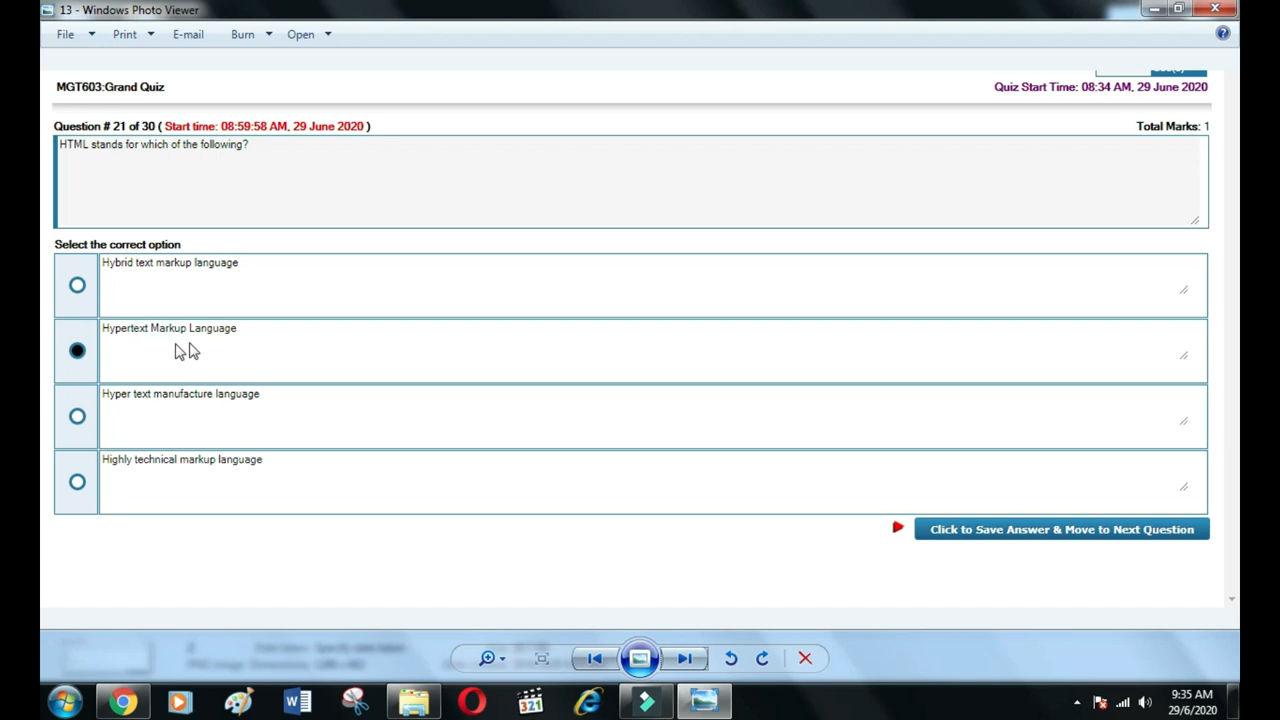 13 - Windows Photo Viewer
File Print E-mail Burn Open
MGT603:Grand Quiz
Quiz Start Time: 08:34 AM, 29 June 2020
Question # 21 of 30 ( Start time: 08:59:58 AM, 29 June 2020 )
Total Marks: 1
HTML stands for which of the following?
Select the correct option
Hybrid text markup language
Hypertext Markup Language
Hyper text manufacture language
Highly technical markup language
Click to Save Answer & Move to Next Question
321
9:35 AM
29/6/2020